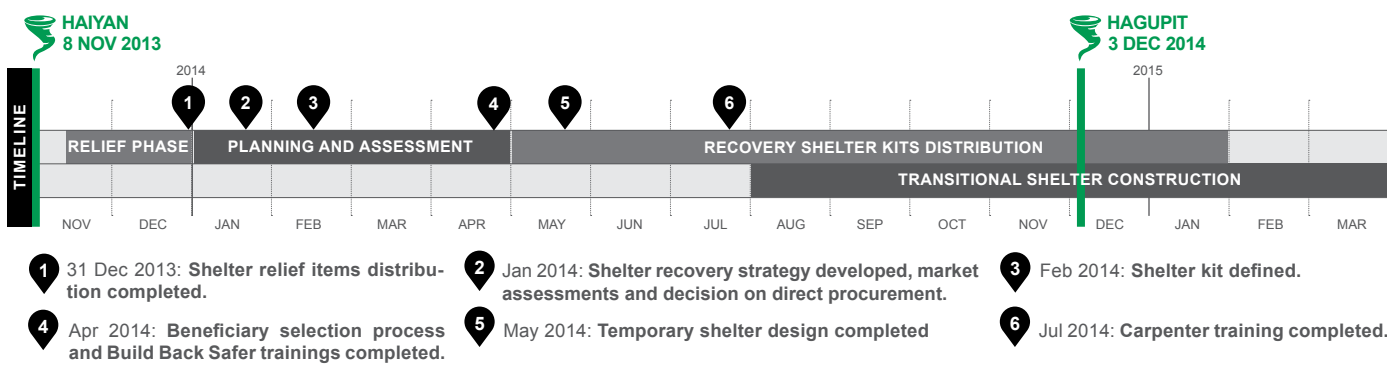 HAIYAN
8 NOV 2013
HAGUPIT
3 DEC 2014
2014
2015
TIMELINE
1
2
3
4
5
6
RELIEF PHASE
PLANNING AND ASSESSMENT
RECOVERY SHELTER KITS DISTRIBUTION
TRANSITIONAL SHELTER CONSTRUCTION
NOV DEC JAN FEB MAR APR MAY JUN JUL AUG SEP OCT NOV DEC JAN FEB MAR
1 31 Dec 2013: Shelter relief items distribu-
tion completed.
2 Jan 2014: Shelter recovery strategy developed, market
assessments and decision on direct procurement.
3 Feb 2014: Shelter kit defined.
4 Apr 2014: Beneficiary selection process
and Build Back Safer trainings completed.
5 May 2014: Temporary shelter design completed
6 Jul 2014: Carpenter training completed.